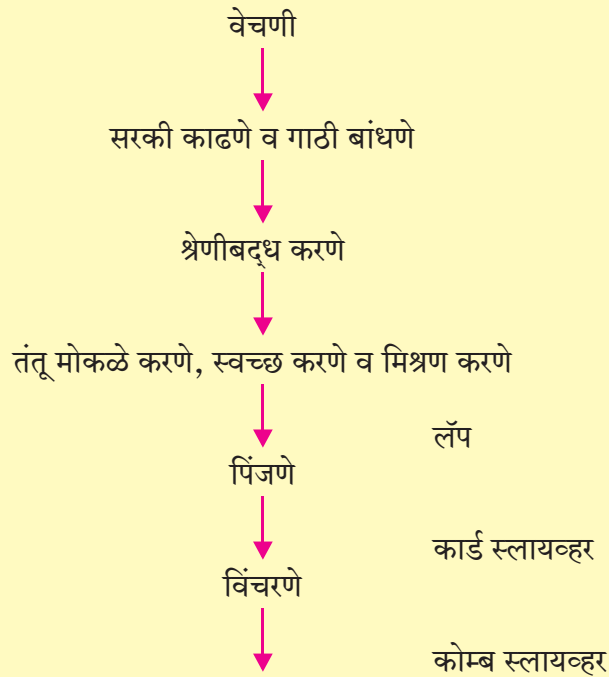 वेचणी
सरकी काढणे व गाठी बांधणे
श्रेणीबद्ध करणे
तंतू मोकळे करणे, स्वच्छ करणे व मिश्रण करणे
लॅप
पिंजणे
कार्ड स्लायव्हर
विंचरणे
कोम्ब स्लायव्हर